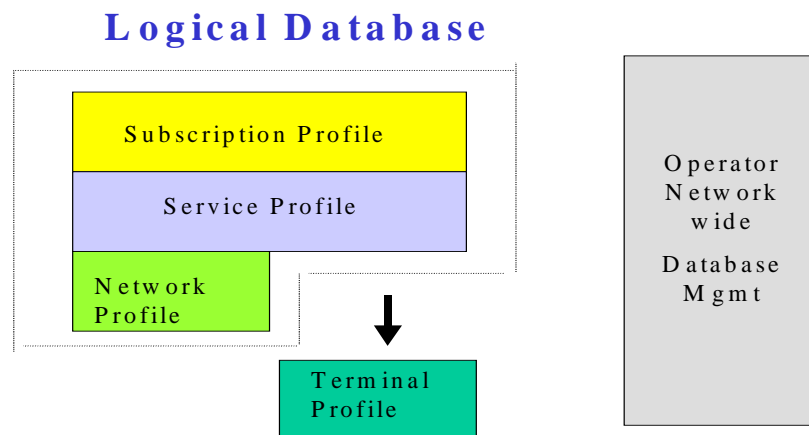 Logical Database
Subscription Profile
Service Profile
Network
Profile
Terminal
Profile
Operator
Network
wide
Database
Mgmt